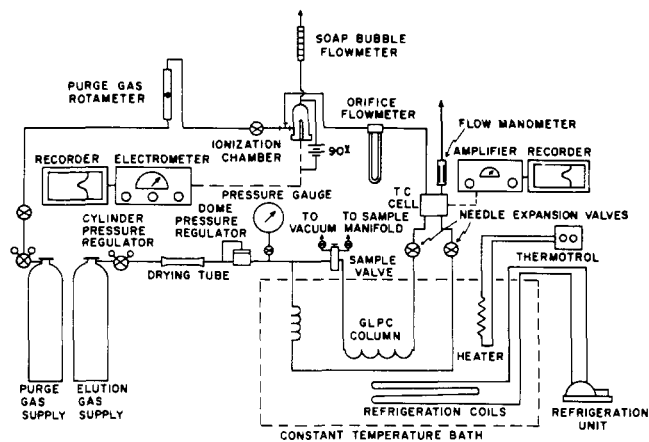 SOAP BUBBLE
FLOWMETER
PURGE GAS
ROTAMETER
ORIFICE
FLOWMETER
IONIZATION
CHAMBER
FLOW MANOMETER
AMPLIFIER
RECORDER
RECORDER
ELECTROMETER
PRESSURE GAUGE
T C
CELL
NEEDLE EXPANSION VALVES
CYLINDER
PRESSURE
REGULATOR
DOME
PRESSURE
REGULATOR
TO
VACUUM
TO SAMPLE
MANIFOLD
DRYING TUBE
SAMPLE
VALVE
THERMOTROL
GLPC
COLUMN
HEATER
PURGE
GAS
SUPPLY
ELUTION
GAS
SUPPLY
REFRIGERATION COILS
REFRIGERATION
UNIT
CONSTANT TEMPERATURE BATH